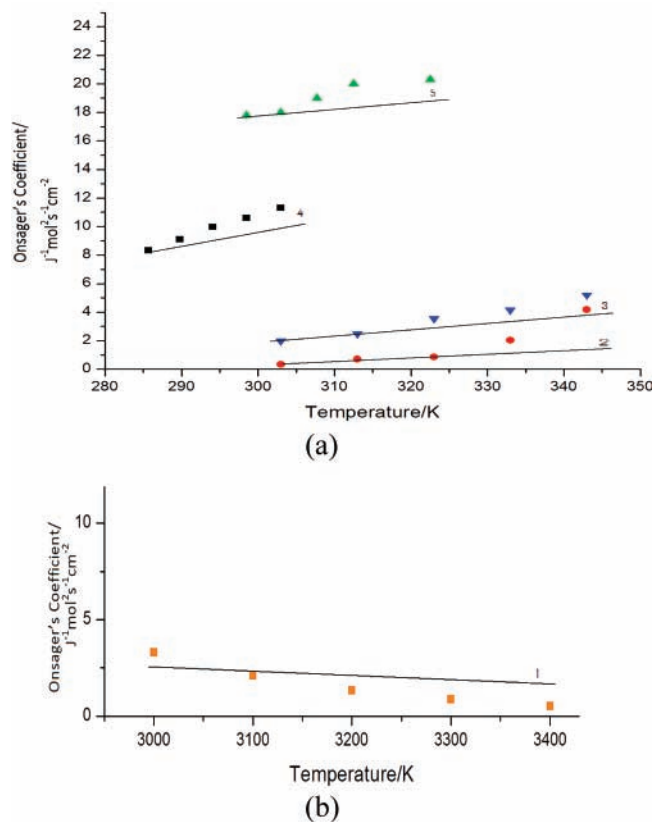 24
22
20
18
16
14
12
10
8
6
4
2
0
Onsager's Coefficient/
J⁻¹mol²s⁻¹cm⁻²
5
4
3
2
280 290 300 310 320 330 340 350
Temperature/K
(a)
10
5
0
Onsager's Coefficient/
J⁻¹mol²s⁻¹cm⁻²
1
3000 3100 3200 3300 3400
Temperature/K
(b)